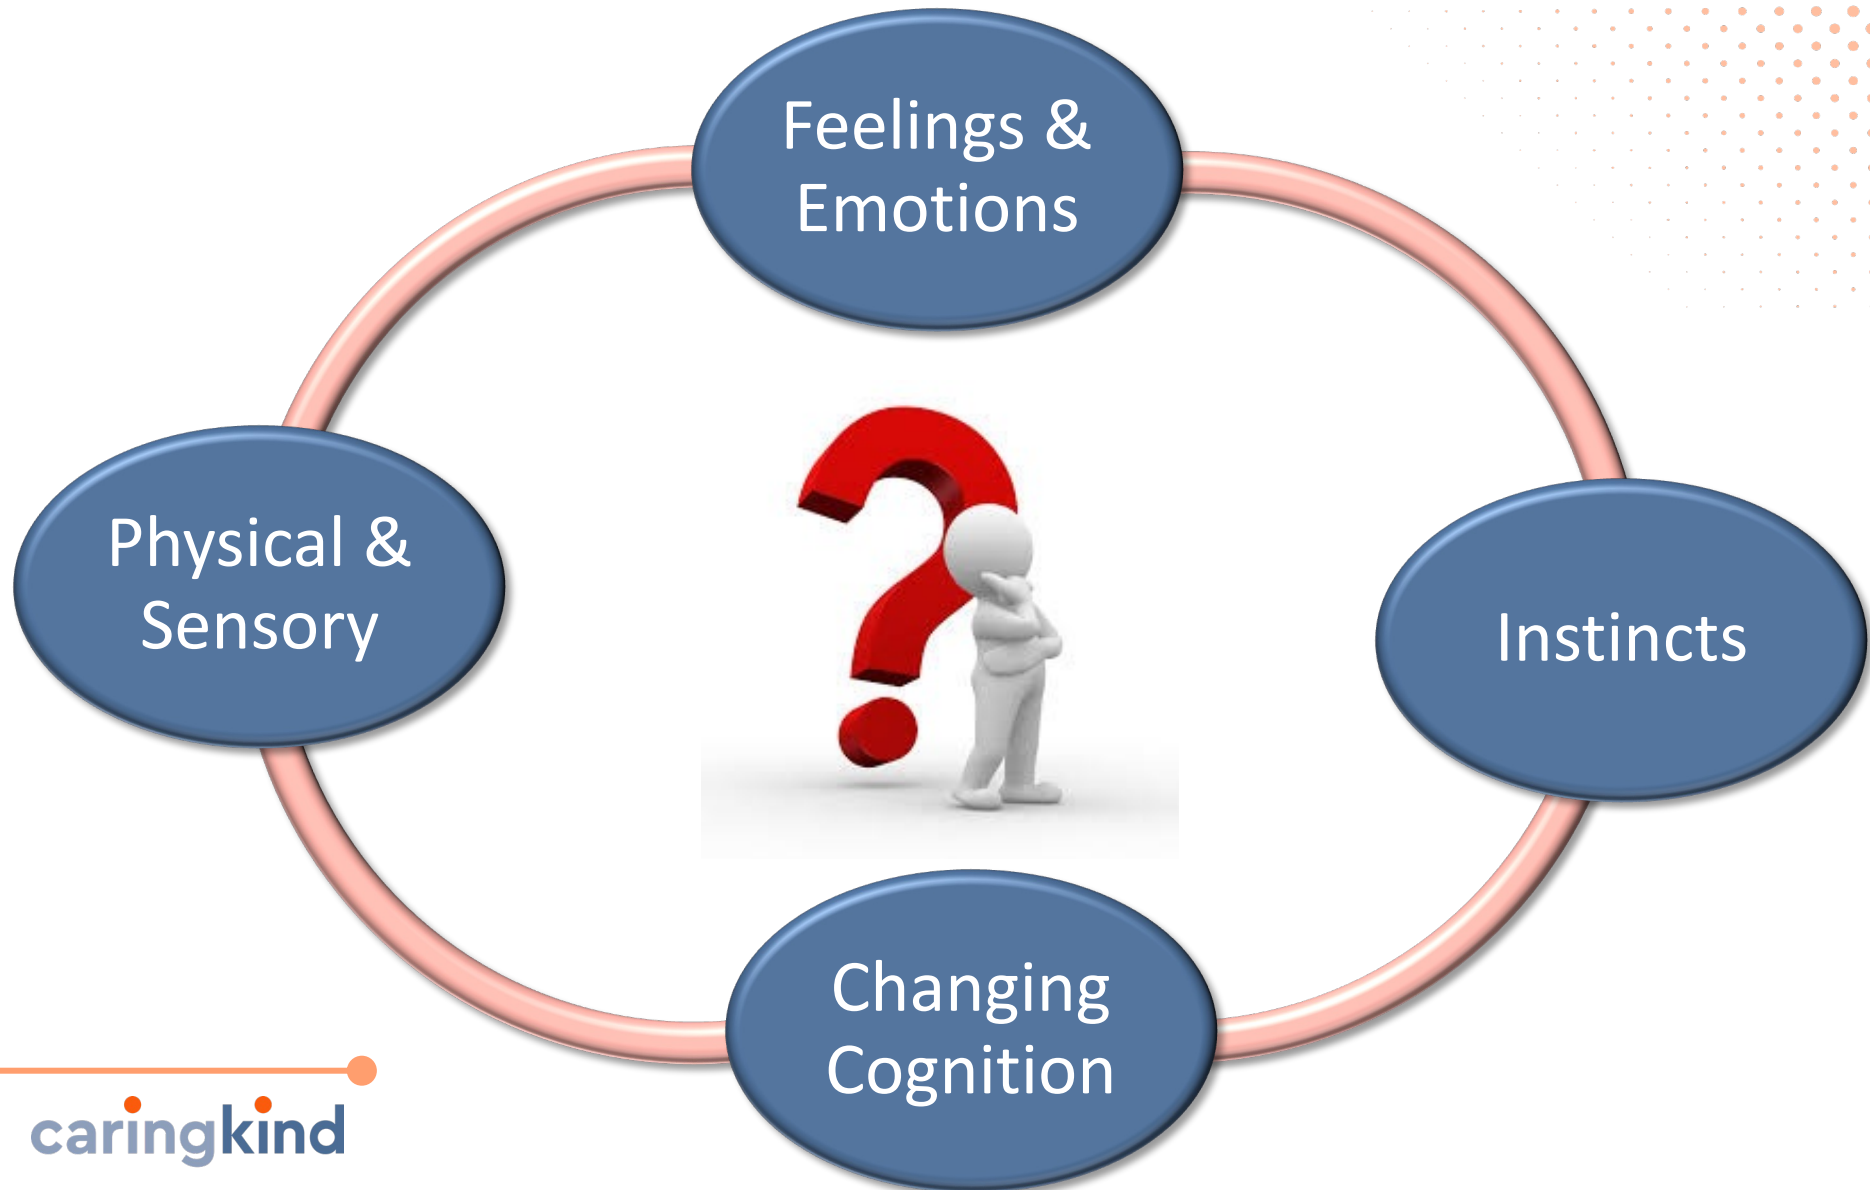 Feelings &
Emotions
Physical &
Sensory
Instincts
Changing
Cognition
caringkind